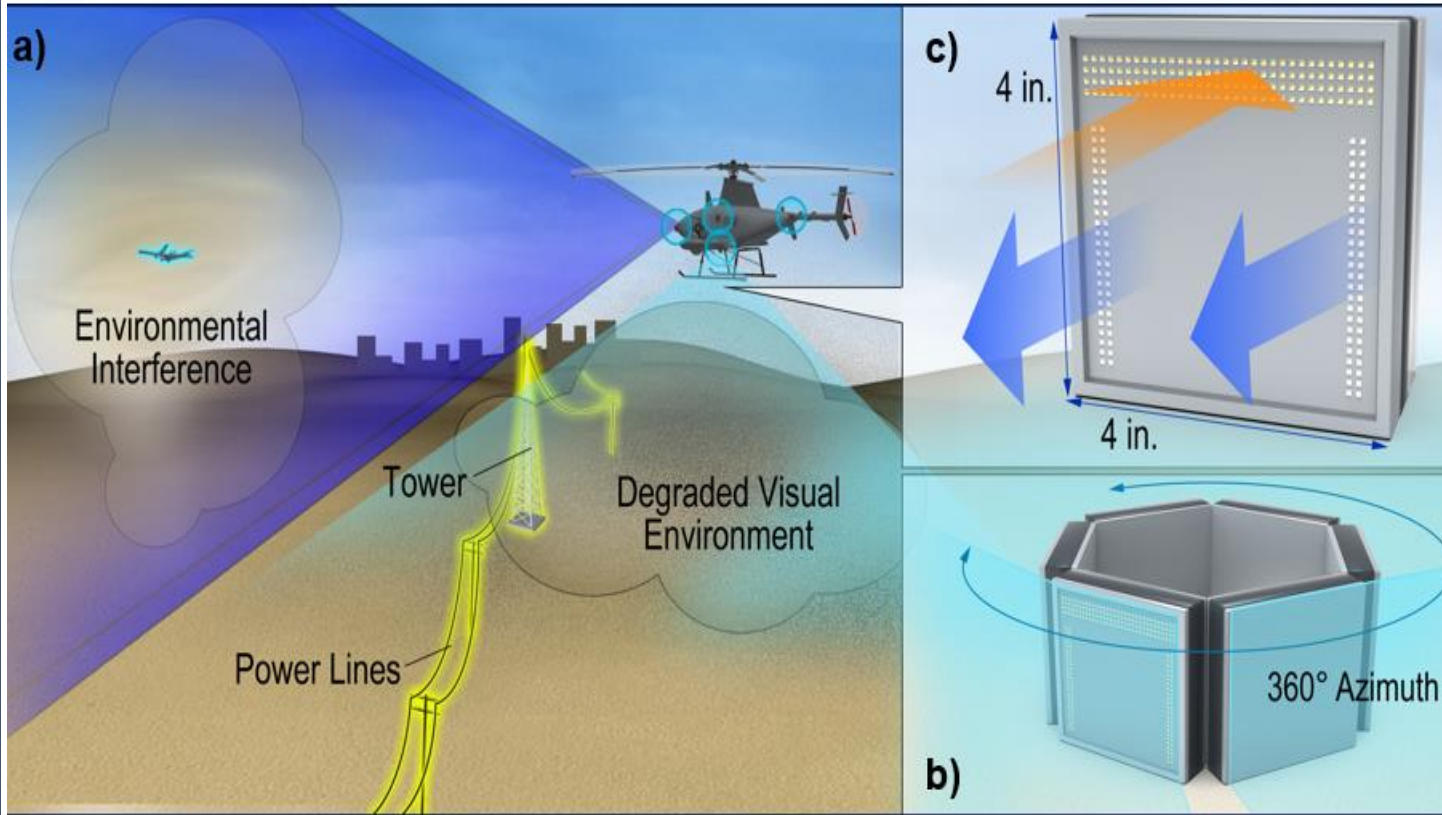 a)
Environmental
Interference
Tower
Power Lines
Degraded Visual
Environment
c)
4 in.
4 in.
360° Azimuth
b)